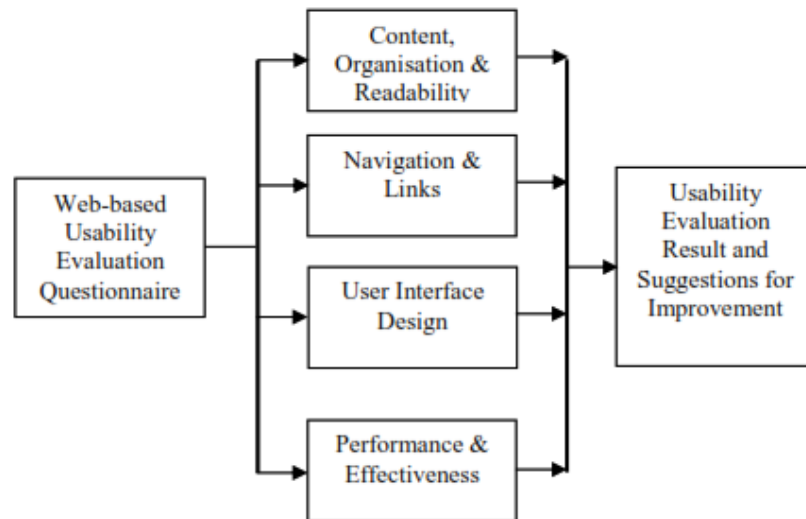 Web-based
Usability
Evaluation
Questionnaire
Content,
Organisation &
Readability
Navigation &
Links
User Interface
Design
Performance &
Effectiveness
Usability
Evaluation
Result and
Suggestions for
Improvement